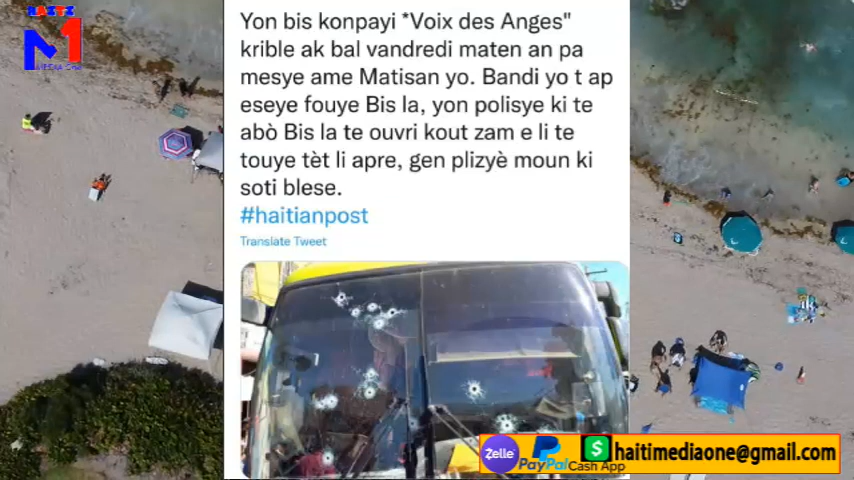 HAITI
M1
MEDIA ONE
Yon bis konpayi *Voix des Anges"
krible ak bal vandredi maten an pa
mesye ame Matisan yo. Bandi yo t ap
eseye fouye Bis la, yon polisye ki te
abò Bis la te ouvri kout zam e li te
touye tèt li apre, gen plizyè moun ki
soti blese.
#haitianpost
Translate Tweet
Zelle
PayPal
$
Cash App
haitimediaone@gmail.com